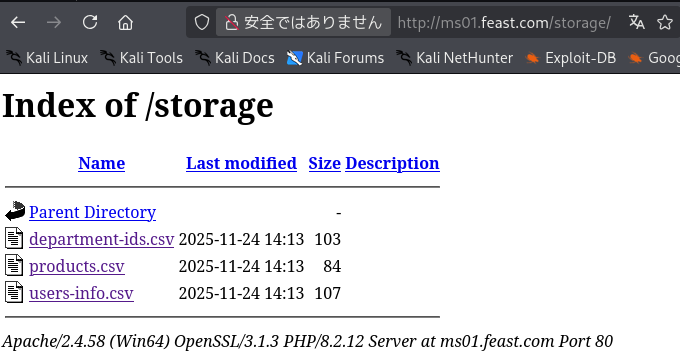 安全ではありません http://ms01.feast.com/storage/
Kali Linux Kali Tools Kali Docs Kali Forums Kali NetHunter Exploit-DB Goog
Index of /storage
Name Last modified Size Description
Parent Directory -
department-ids.csv 2025-11-24 14:13 103
products.csv 2025-11-24 14:13 84
users-info.csv 2025-11-24 14:13 107
Apache/2.4.58 (Win64) OpenSSL/3.1.3 PHP/8.2.12 Server at ms01.feast.com Port 80